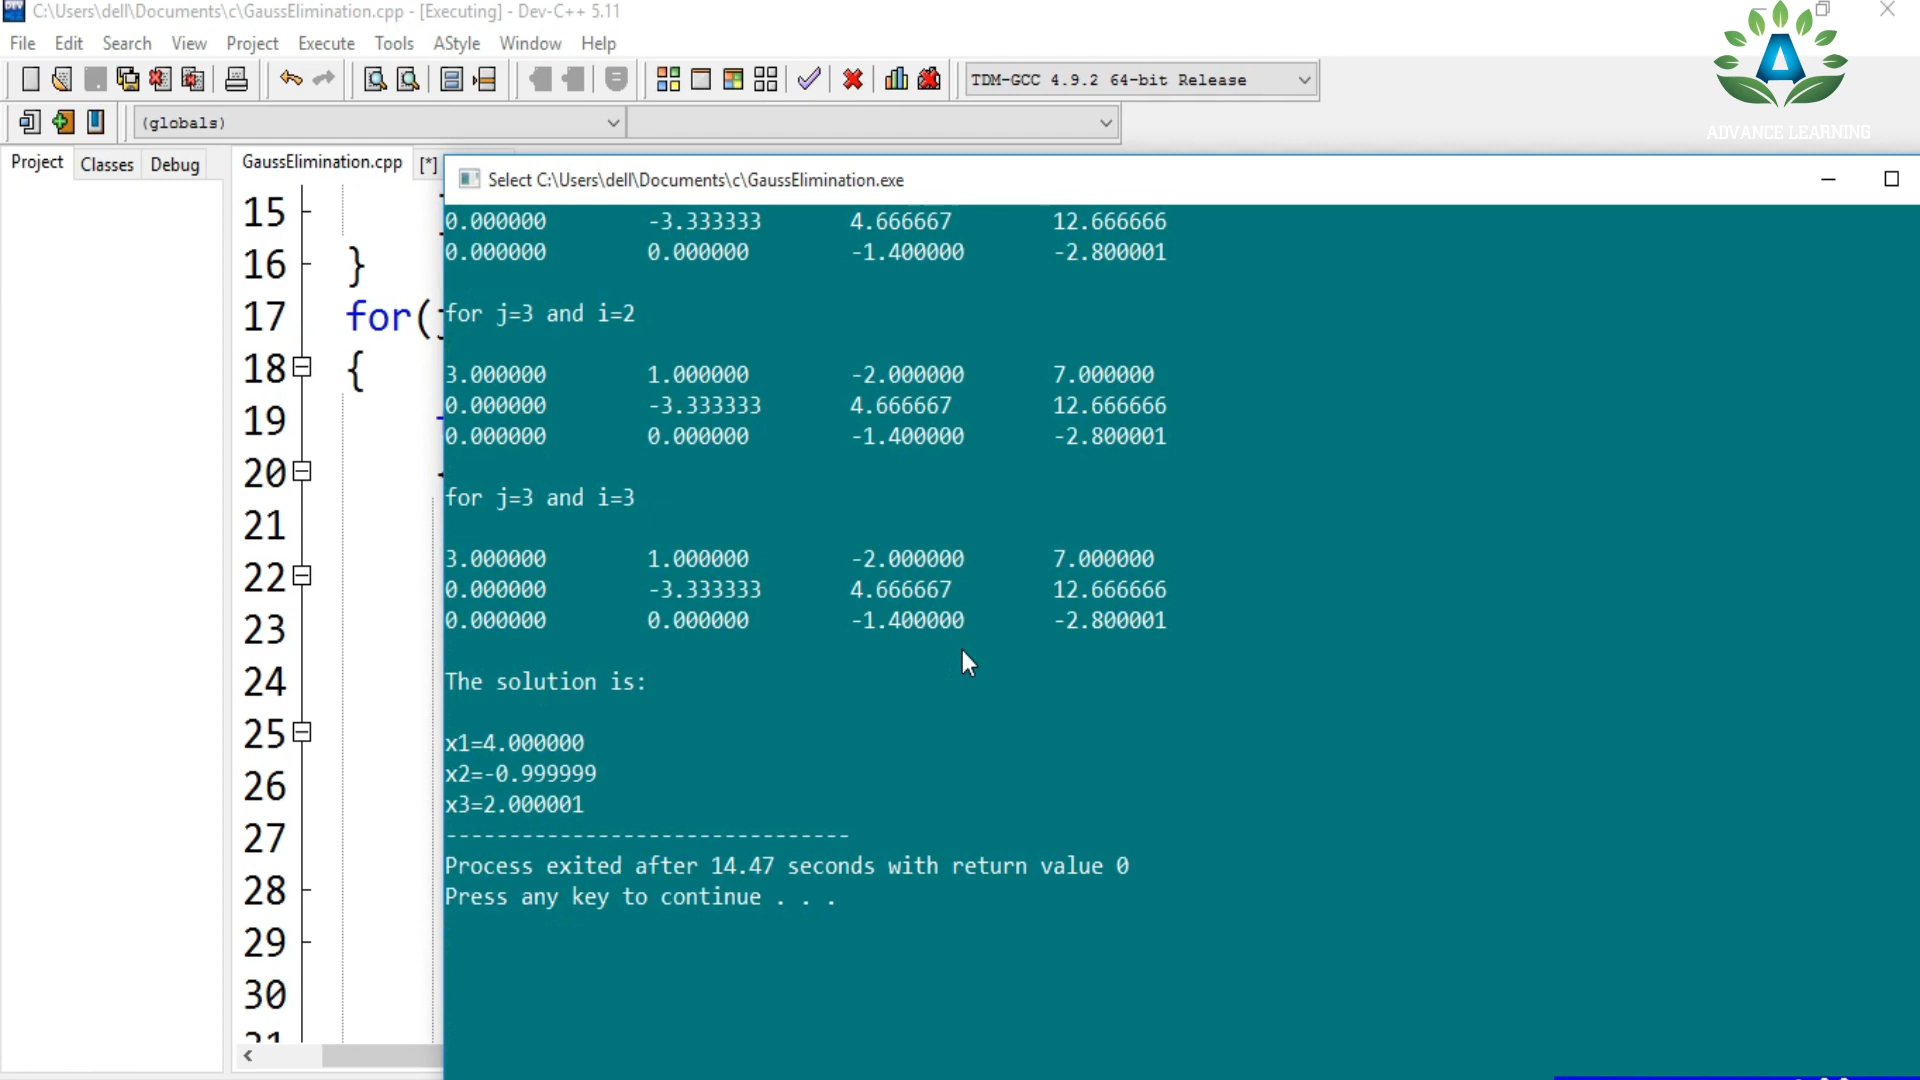 C:\Users\dell\Documents\c\GaussElimination.cpp - [Executing] - Dev-C++ 5.11
File Edit Search View Project Execute Tools AStyle Window Help
TDM-GCC 4.9.2 64-bit Release
ADVANCE LEARNING
(globals)
Project Classes Debug
GaussElimination.cpp [*]
Select C:\Users\dell\Documents\c\GaussElimination.exe
15
16 }
17 for(
18 {
19
20
21
22
23
24
25
26
27
28
29
30
0.000000 -3.333333 4.666667 12.666666
0.000000 0.000000 -1.400000 -2.800001
for j=3 and i=2
3.000000 1.000000 -2.000000 7.000000
0.000000 -3.333333 4.666667 12.666666
0.000000 0.000000 -1.400000 -2.800001
for j=3 and i=3
3.000000 1.000000 -2.000000 7.000000
0.000000 -3.333333 4.666667 12.666666
0.000000 0.000000 -1.400000 -2.800001
The solution is:
x1=4.000000
x2=-0.999999
x3=2.000001
--------------------------------
Process exited after 14.47 seconds with return value 0
Press any key to continue . . .